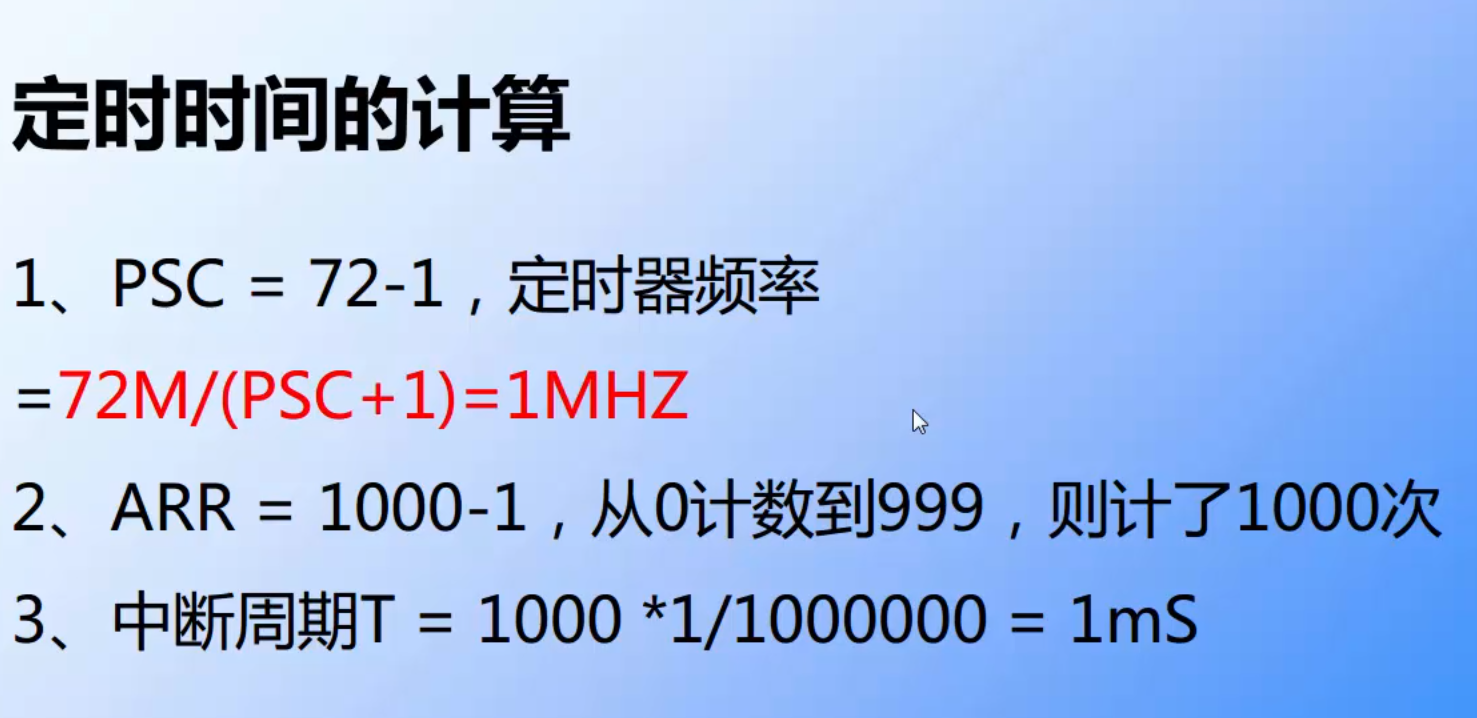 定时时间的计算
1、PSC = 72-1，定时器频率
=72M/(PSC+1)=1MHZ
2、ARR = 1000-1，从0计数到999，则计了1000次
3、中断周期T = 1000 *1/1000000 = 1mS